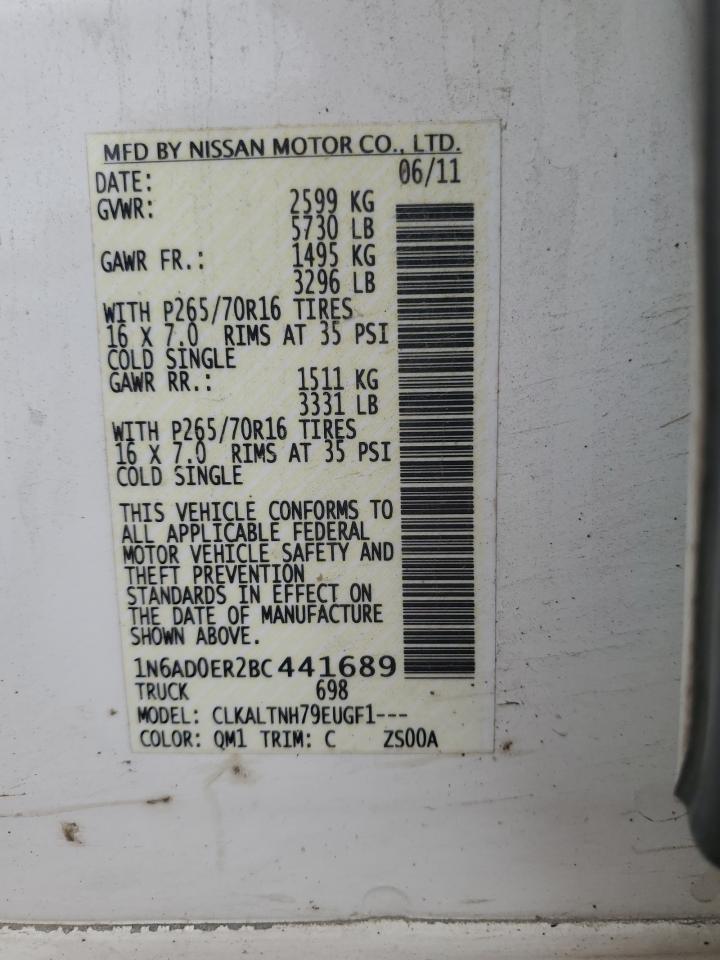 MFD BY NISSAN MOTOR CO., LTD.
DATE: 06/11
GVWR: 2599 KG
5730 LB
GAWR FR.: 1495 KG
3296 LB
WITH P265/70R16 TIRES
16 X 7.0 RIMS AT 35 PSI
COLD SINGLE
GAWR RR.: 1511 KG
3331 LB
WITH P265/70R16 TIRES
16 X 7.0 RIMS AT 35 PSI
COLD SINGLE
THIS VEHICLE CONFORMS TO
ALL APPLICABLE FEDERAL
MOTOR VEHICLE SAFETY AND
THEFT PREVENTION
STANDARDS IN EFFECT ON
THE DATE OF MANUFACTURE
SHOWN ABOVE.
1N6AD0ER2BC441689
TRUCK 698
MODEL: CLKALTNH79EUGF1---
COLOR: QM1 TRIM: C ZS00A